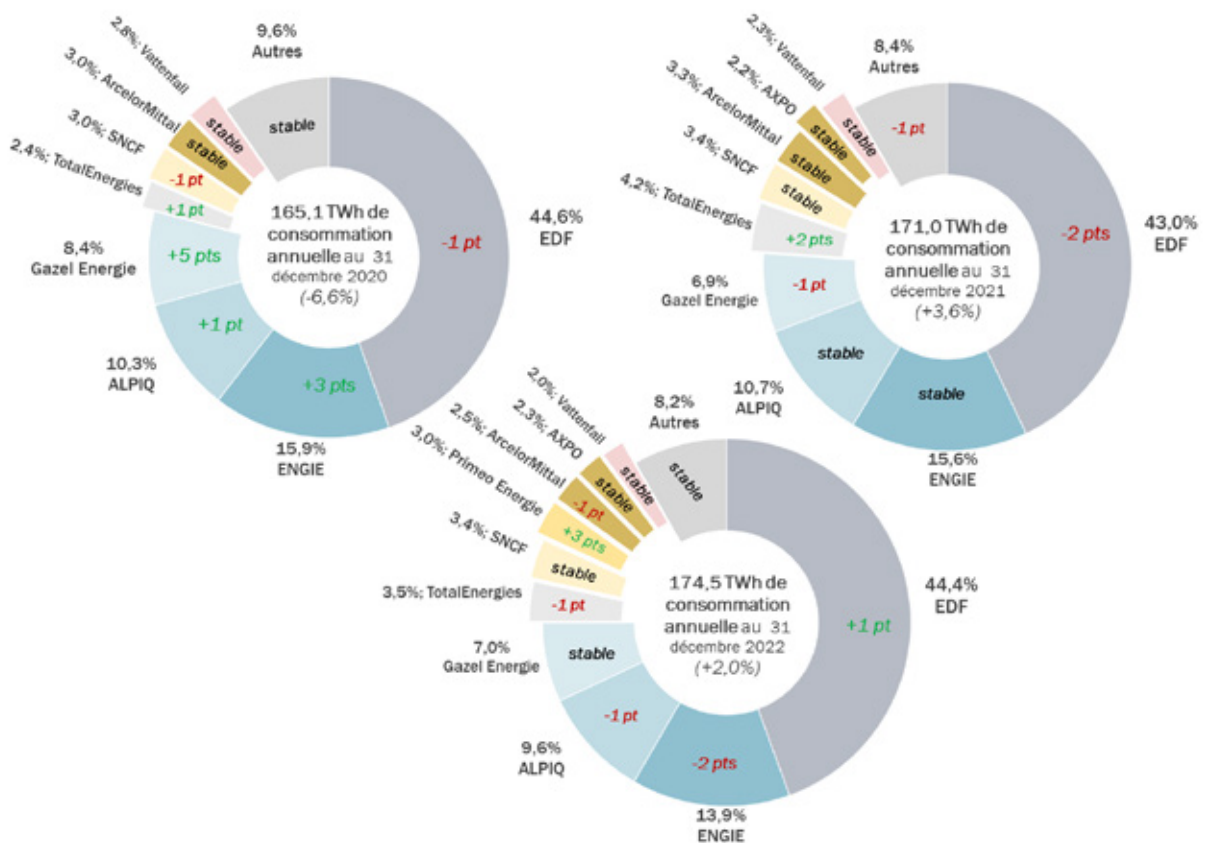 9,6%
Autres
2,8%; Vattenfall
3,0%; ArcelorMittal
3,0%; SNCF
2,4%; TotalEnergies
8,4%
Gazel Energie
10,3%
ALPIQ
15,9%
ENGIE
44,6%
EDF
stable
stable
stable
-1 pt
+1 pt
+5 pts
+1 pt
+3 pts
-1 pt
165,1 TWh de
consommation
annuelle au 31
décembre 2020
(-6,6%)
8,4%
Autres
2,3%; Vattenfall
2,2%; AXPO
3,3%; ArcelorMittal
3,4%; SNCF
4,2%; TotalEnergies
6,9%
Gazel Energie
10,7%
ALPIQ
15,6%
ENGIE
43,0%
EDF
-1 pt
stable
stable
stable
stable
+2 pts
-1 pt
stable
stable
-2 pts
171,0 TWh de
consommation
annuelle au 31
décembre 2021
(+3,6%)
8,2%
Autres
2,0%; Vattenfall
2,3%; AXPO
2,5%; ArcelorMittal
3,0%; Primeo Energie
3,4%; SNCF
3,5%; TotalEnergies
7,0%
Gazel Energie
9,6%
ALPIQ
13,9%
ENGIE
44,4%
EDF
stable
stable
stable
-1 pt
+3 pts
stable
-1 pt
stable
-1 pt
-2 pts
+1 pt
174,5 TWh de
consommation
annuelle au 31
décembre 2022
(+2,0%)